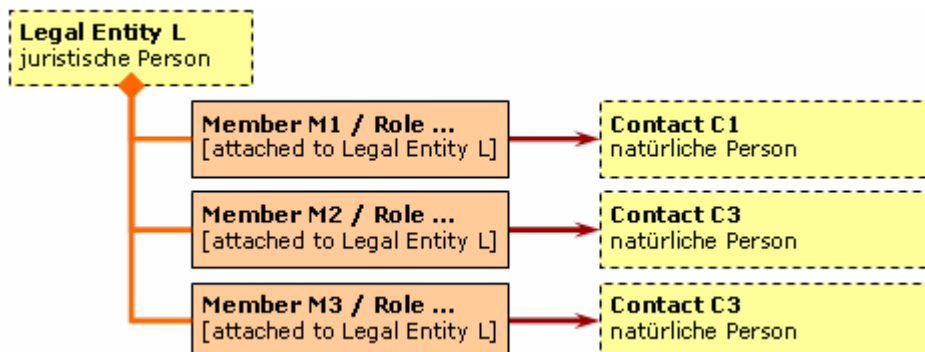 Legal Entity L
juristische Person
Member M1 / Role ...
[attached to Legal Entity L]
Contact C1
natürliche Person
Member M2 / Role ...
[attached to Legal Entity L]
Contact C3
natürliche Person
Member M3 / Role ...
[attached to Legal Entity L]
Contact C3
natürliche Person